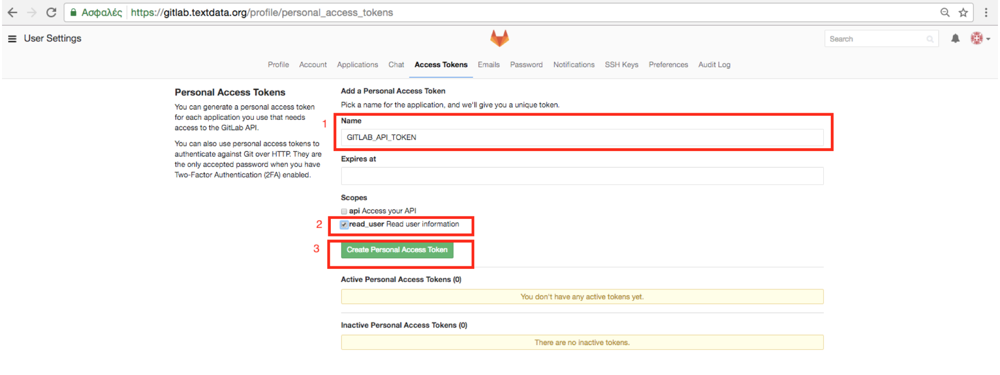 Ασφαλές https://gitlab.textdata.org/profile/personal_access_tokens
User Settings
Search
Profile Account Applications Chat Access Tokens Emails Password Notifications SSH Keys Preferences Audit Log
Personal Access Tokens
You can generate a personal access token
for each application you use that needs
access to the GitLab API.
You can also use personal access tokens to
authenticate against Git over HTTP. They are
the only accepted password when you have
Two-Factor Authentication (2FA) enabled.
Add a Personal Access Token
Pick a name for the application, and we'll give you a unique token.
1
Name
GITLAB_API_TOKEN
Expires at
Scopes
api Access your API
2 read_user Read user information
3 Create Personal Access Token
Active Personal Access Tokens (0)
You don't have any active tokens yet.
Inactive Personal Access Tokens (0)
There are no inactive tokens.